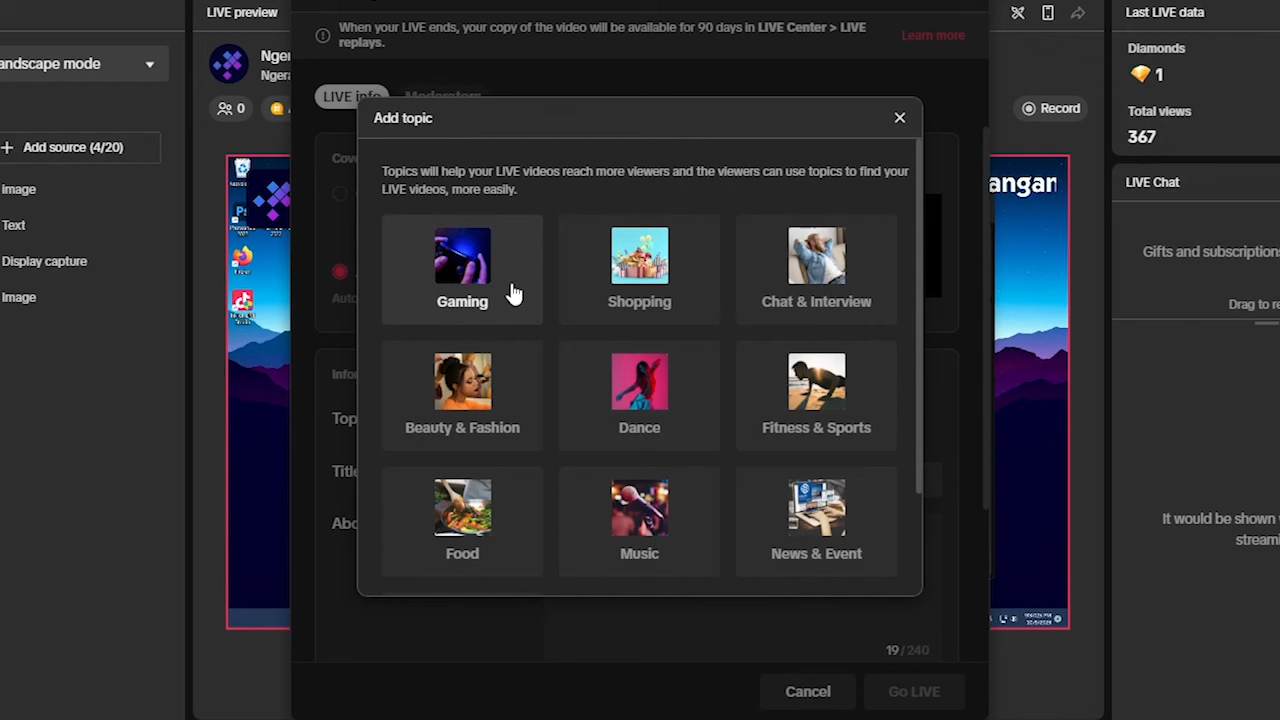 LIVE preview
Last LIVE data
When your LIVE ends, your copy of the video will be available for 90 days in LIVE Center > LIVE
replays.
Learn more
andscape mode
Diamonds
1
0
Record
Total views
367
LIVE info
Moderators
Add topic
Add source (4/20)
Topics will help your LIVE videos reach more viewers and the viewers can use topics to find your
LIVE videos, more easily.
LIVE Chat
Image
Text
Display capture
Image
angan
Gifts and subscriptions
Drag to re
Gaming
Shopping
Chat & Interview
Beauty & Fashion
Dance
Fitness & Sports
Food
Music
News & Event
Title
It would be shown
streami
19/240
Cancel
Go LIVE